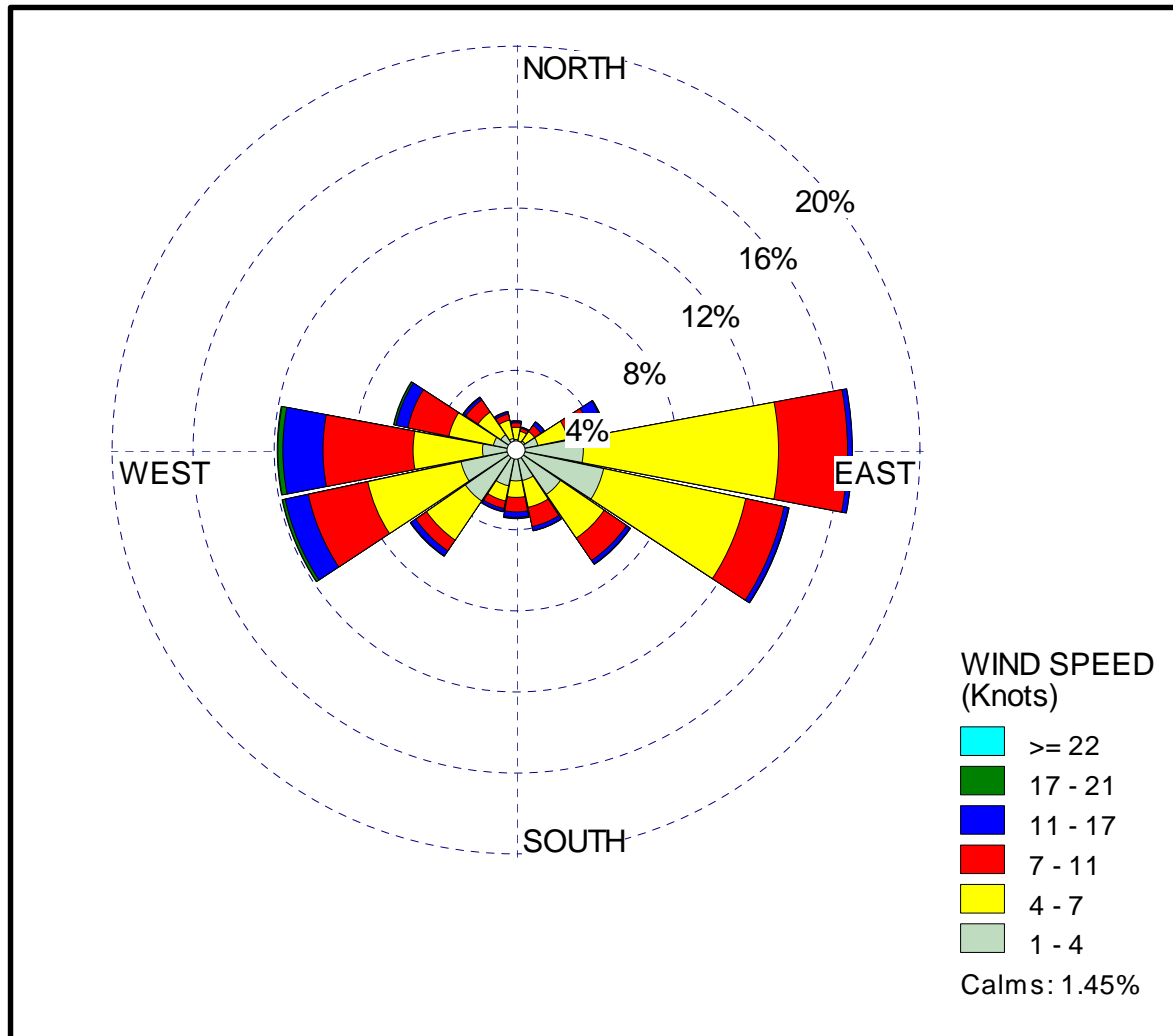 NORTH
20%
16%
12%
8%
4%
WEST
EAST
SOUTH
WIND SPEED
(Knots)
>= 22
17 - 21
11 - 17
7 - 11
4 - 7
1 - 4
Calms: 1.45%